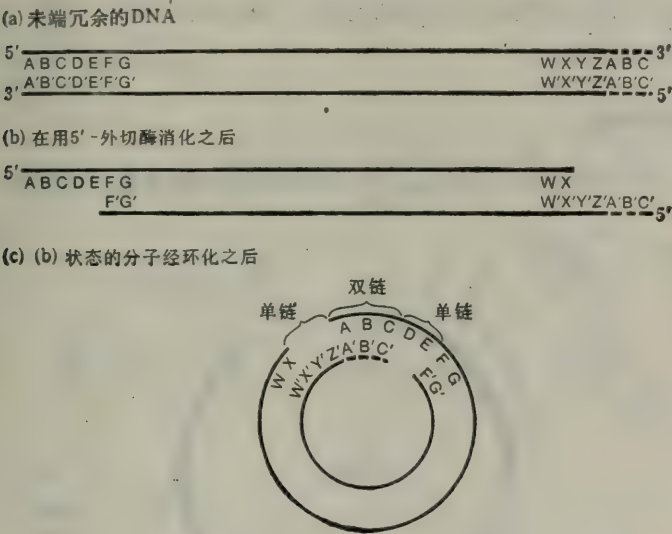 (a) 末端冗余的DNA
5′ 3′
A B C D E F G W X Y Z A B C
A′B′C′D′E′F′G′ W′X′Y′Z′A′B′C′
3′ 5′
(b) 在用5′-外切酶消化之后
5′
A B C D E F G W X
F′G′ W′X′Y′Z′A′B′C′
5′
(c) (b) 状态的分子经环化之后
单链 双链 单链
W X A B C D E F G
W′X′Y′Z′A′B′C′ F′G′